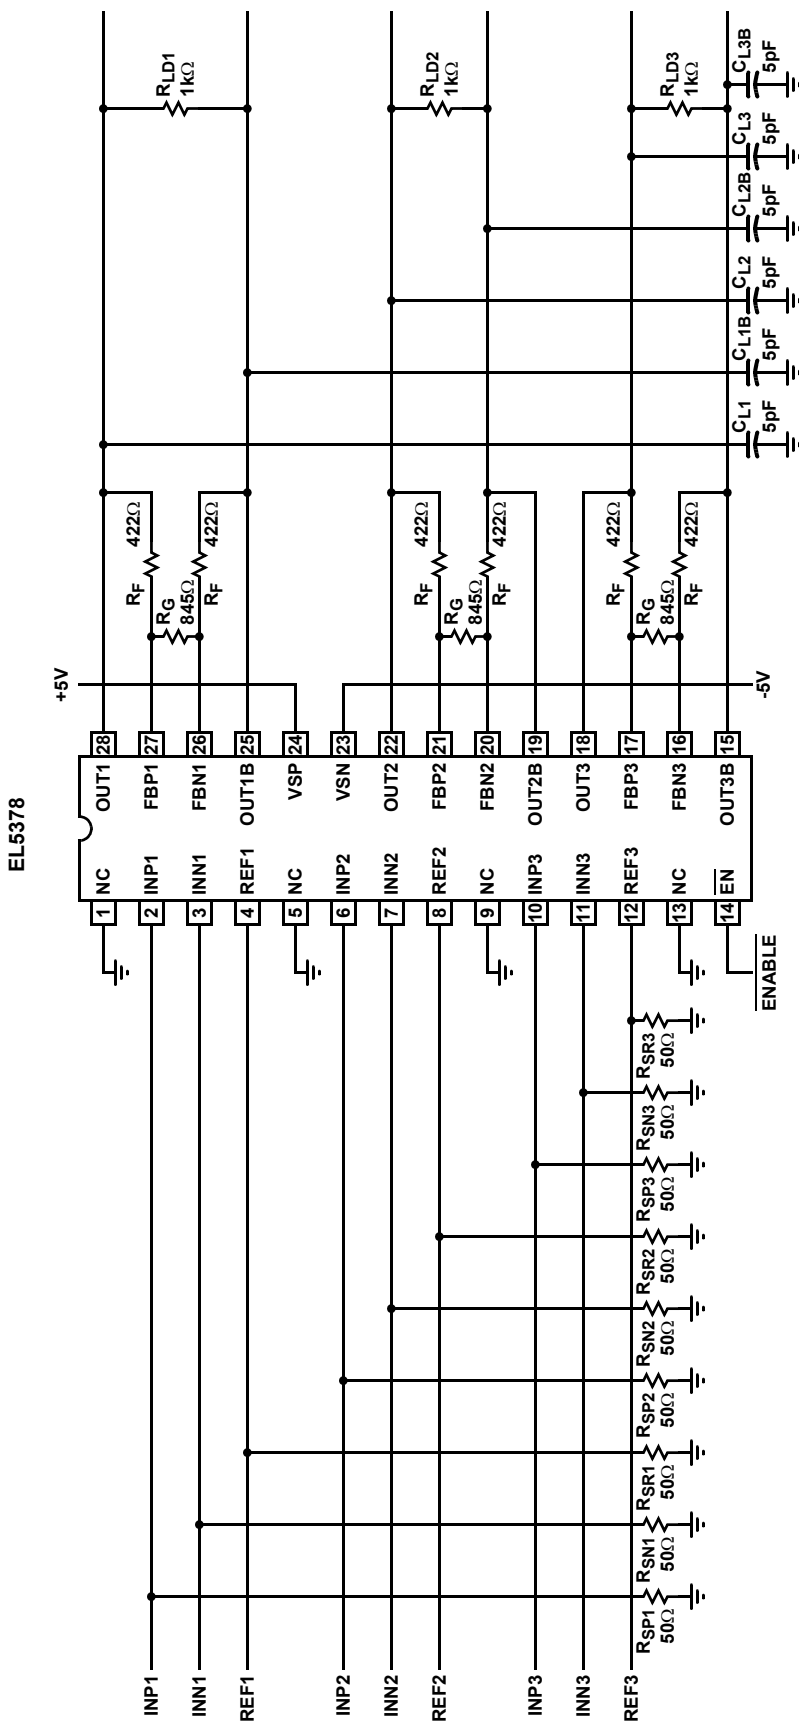 EL5378
+5V
-5V
1 NC
2 INP1
3 INN1
4 REF1
5 NC
6 INP2
7 INN2
8 REF2
9 NC
10 INP3
11 INN3
12 REF3
13 NC
14 EN
OUT1 28
FBP1 27
FBN1 26
OUT1B 25
VSP 24
VSN 23
OUT2 22
FBP2 21
FBN2 20
OUT2B 19
OUT3 18
FBP3 17
FBN3 16
OUT3B 15
ENABLE
INP1
INN1
REF1
INP2
INN2
REF2
INP3
INN3
REF3
RSP1
50Ω
RSN1
50Ω
RSR1
50Ω
RSP2
50Ω
RSN2
50Ω
RSR2
50Ω
RSP3
50Ω
RSN3
50Ω
RSR3
50Ω
RF
422Ω
RG
845Ω
RF
422Ω
RF
422Ω
RG
845Ω
RF
422Ω
RF
422Ω
RG
845Ω
RF
422Ω
RLD1
1kΩ
RLD2
1kΩ
RLD3
1kΩ
CL1
5pF
CL1B
5pF
CL2
5pF
CL2B
5pF
CL3
5pF
CL3B
5pF